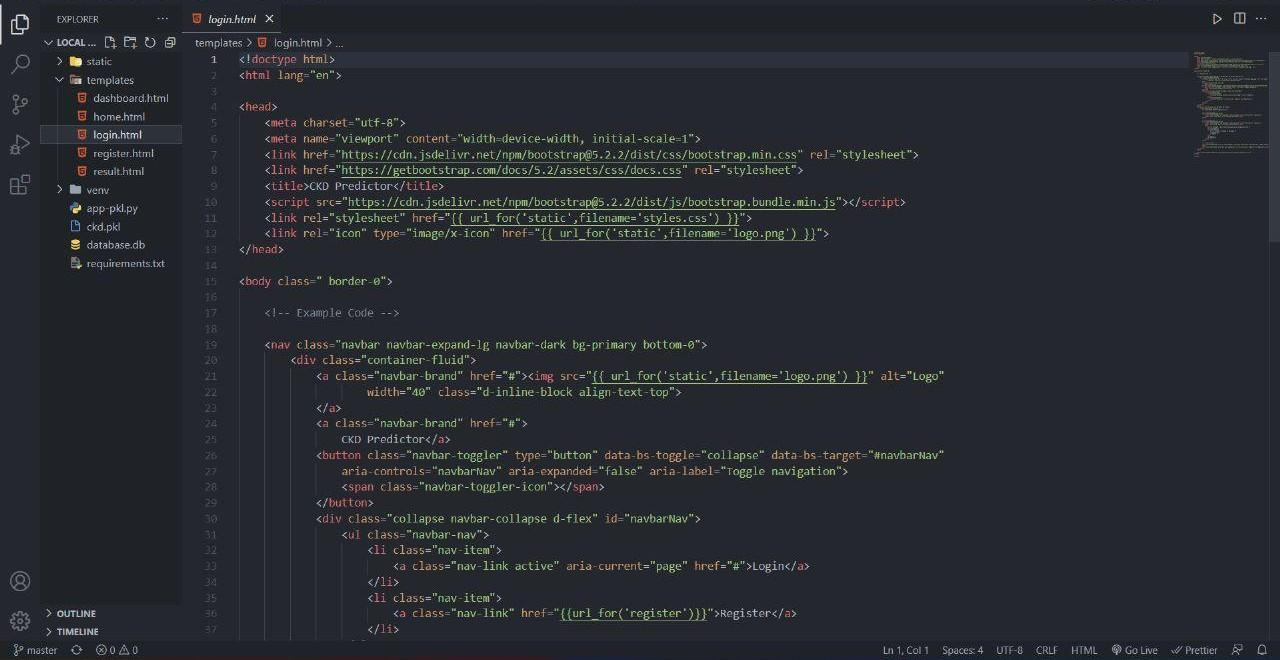 EXPLORER
LOCAL ...
static
templates
dashboard.html
home.html
login.html
register.html
result.html
venv
app-pkl.py
ckd.pkl
database.db
requirements.txt
OUTLINE
TIMELINE
login.html
templates > login.html > ...
1 <!doctype html>
2 <html lang="en">
3
4 <head>
5 <meta charset="utf-8">
6 <meta name="viewport" content="width=device-width, initial-scale=1">
7 <link href="https://cdn.jsdelivr.net/npm/bootstrap@5.2.2/dist/css/bootstrap.min.css" rel="stylesheet">
8 <link href="https://getbootstrap.com/docs/5.2/assets/css/docs.css" rel="stylesheet">
9 <title>CKD Predictor</title>
10 <script src="https://cdn.jsdelivr.net/npm/bootstrap@5.2.2/dist/js/bootstrap.bundle.min.js"></script>
11 <link rel="stylesheet" href="{{ url_for('static',filename='styles.css') }}">
12 <link rel="icon" type="image/x-icon" href="{{ url_for('static',filename='logo.png') }}">
13 </head>
14
15 <body class=" border-0">
16
17 <!-- Example Code -->
18
19 <nav class="navbar navbar-expand-lg navbar-dark bg-primary bottom-0">
20 <div class="container-fluid">
21 <a class="navbar-brand" href="#"><img src="{{ url_for('static',filename='logo.png') }}" alt="Logo"
22 width="40" class="d-inline-block align-text-top">
23 </a>
24 <a class="navbar-brand" href="#">
25 CKD Predictor</a>
26 <button class="navbar-toggler" type="button" data-bs-toggle="collapse" data-bs-target="#navbarNav"
27 aria-controls="navbarNav" aria-expanded="false" aria-label="Toggle navigation">
28 <span class="navbar-toggler-icon"></span>
29 </button>
30 <div class="collapse navbar-collapse d-flex" id="navbarNav">
31 <ul class="navbar-nav">
32 <li class="nav-item">
33 <a class="nav-link active" aria-current="page" href="#">Login</a>
34 </li>
35 <li class="nav-item">
36 <a class="nav-link" href="{{url_for('register')}}">Register</a>
37 </li>
master 0 0 Ln 1, Col 1 Spaces: 4 UTF-8 CRLF HTML Go Live Prettier